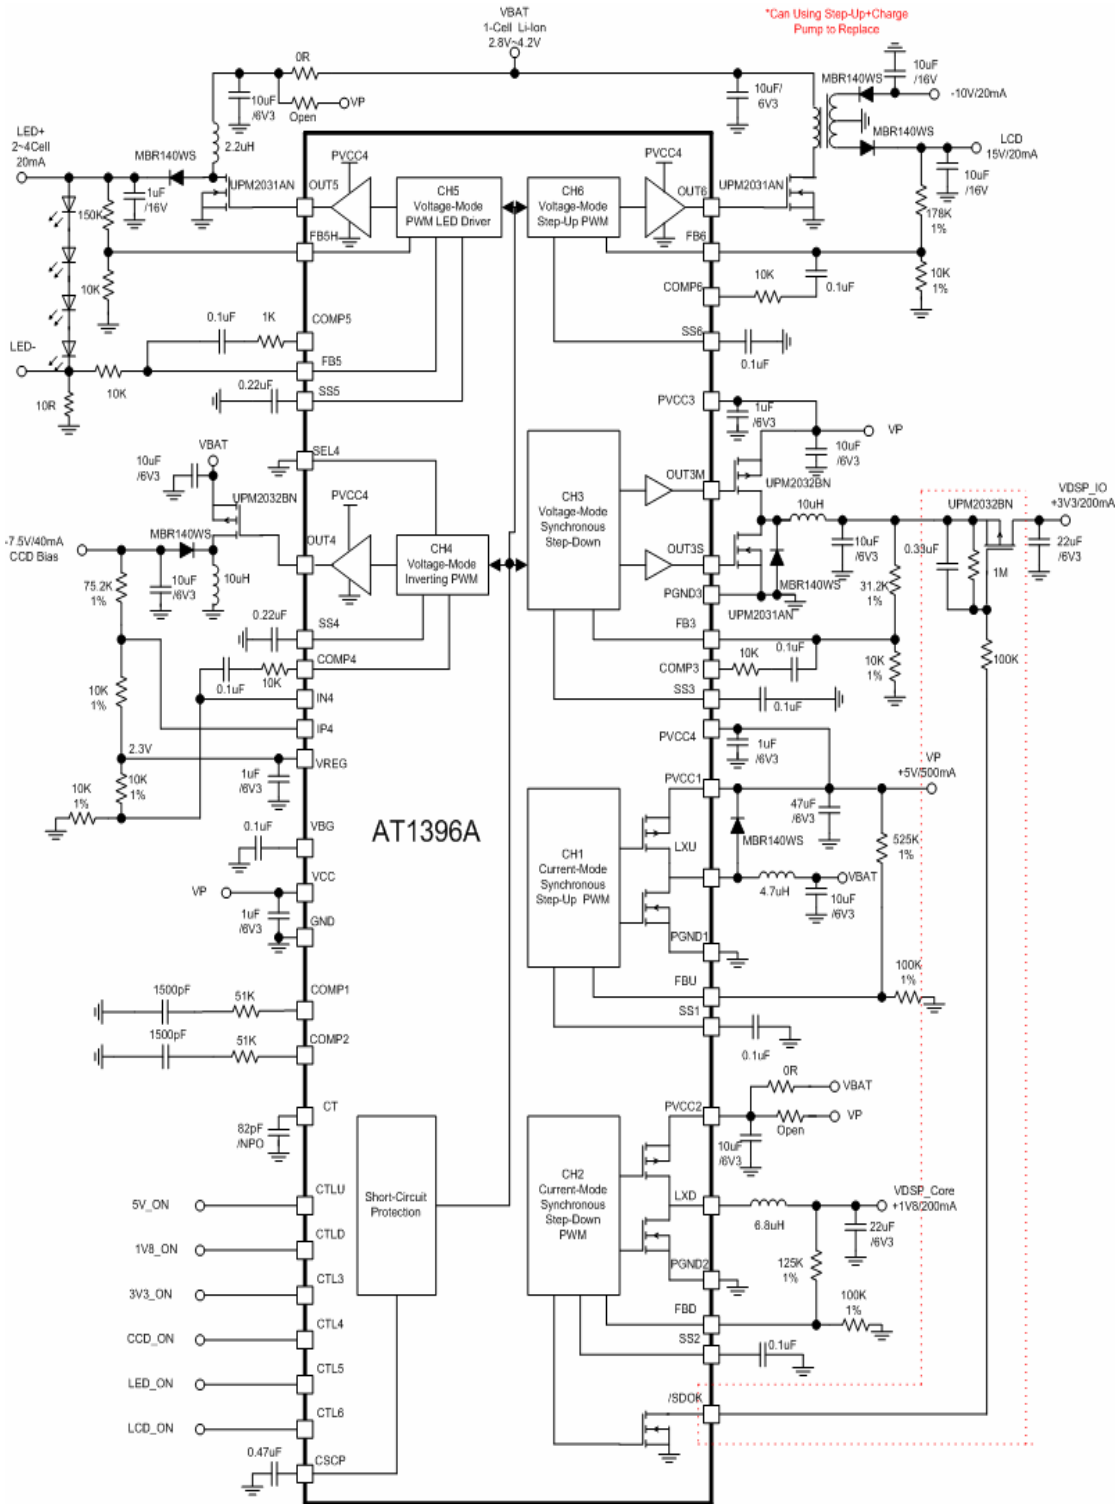 VBAT
1-Cell Li-Ion
2.8V~4.2V
*Can Using Step-Up+Charge
Pump to Replace
0R
10uF
/6V3
Open
VP
10uF/
6V3
MBR140WS
10uF
/16V
-10V/20mA
MBR140WS
LCD
15V/20mA
10uF
/16V
LED+
2~4Cell
20mA
MBR140WS
2.2uH
1uF
/16V
UPM2031AN
150K
10K
OUT5
PVCC4
CH5
Voltage-Mode
PWM LED Driver
CH6
Voltage-Mode
Step-Up PWM
PVCC4
OUT6
UPM2031AN
178K
1%
FB5H
FB6
10K
1%
10K
0.1uF
COMP6
0.1uF
1K
COMP5
SS6
0.1uF
LED-
10K
FB5
10R
0.22uF
SS5
PVCC3
1uF
/6V3
VP
10uF
/6V3
VBAT
10uF
/6V3
SEL4
UPM2032BN
PVCC4
OUT4
CH4
Voltage-Mode
Inverting PWM
CH3
Voltage-Mode
Synchronous
Step-Down
OUT3M
UPM2032BN
10uH
OUT3S
MBR140WS
PGND3
UPM2031AN
10uF
/6V3
31.2K
1%
UPM2032BN
0.33uF
1M
VDSP_IO
+3V3/200mA
22uF
/6V3
100K
-7.5V/40mA
CCD Bias
MBR140WS
75.2K
1%
10uF
/6V3
10uH
0.22uF
SS4
FB3
COMP4
0.1uF
10K
COMP3
10K
0.1uF
10K
1%
10K
1%
IN4
SS3
0.1uF
IP4
2.3V
VREG
PVCC4
1uF
/6V3
10K
1%
10K
1%
1uF
/6V3
PVCC1
VP
+5V/500mA
47uF
/6V3
0.1uF
VBG
AT1396A
CH1
Current-Mode
Synchronous
Step-Up PWM
LXU
MBR140WS
525K
1%
VP
VCC
1uF
/6V3
GND
4.7uH
VBAT
10uF
/6V3
PGND1
1500pF
51K
COMP1
FBU
100K
1%
1500pF
51K
COMP2
SS1
0.1uF
0R
VBAT
CT
82pF
/NPO
PVCC2
Open
VP
10uF
/6V3
Short-Circuit
Protection
CH2
Current-Mode
Synchronous
Step-Down
PWM
LXD
6.8uH
VDSP_Core
+1V8/200mA
22uF
/6V3
5V_ON
CTLU
1V8_ON
CTLD
PGND2
125K
1%
3V3_ON
CTL3
FBD
100K
1%
CCD_ON
CTL4
SS2
0.1uF
LED_ON
CTL5
/SDOK
LCD_ON
CTL6
0.47uF
CSCP